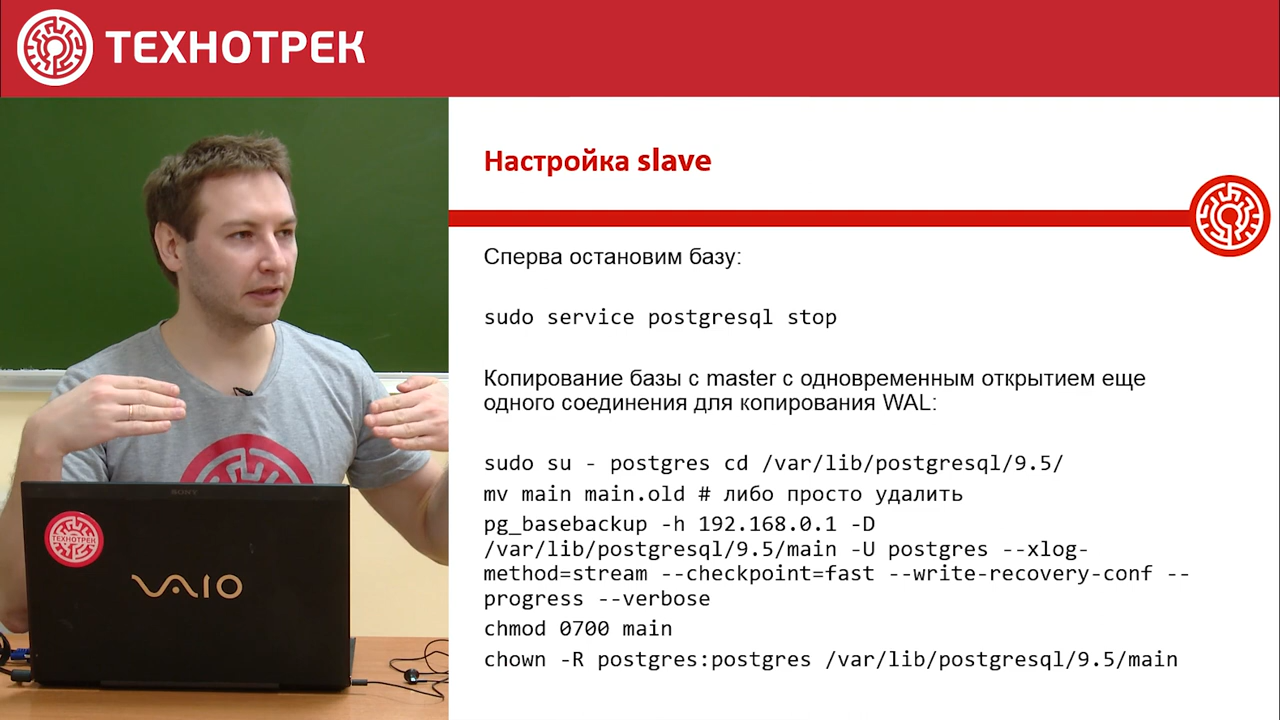 ТЕХНОТРЕК
Настройка slave
Сперва остановим базу:
sudo service postgresql stop
Копирование базы с master с одновременным открытием еще
одного соединения для копирования WAL:
sudo su - postgres cd /var/lib/postgresql/9.5/
mv main main.old # либо просто удалить
pg_basebackup -h 192.168.0.1 -D
/var/lib/postgresql/9.5/main -U postgres --xlog-
method=stream --checkpoint=fast --write-recovery-conf --
progress --verbose
chmod 0700 main
chown -R postgres:postgres /var/lib/postgresql/9.5/main
SONY
ТЕХНОТРЕК
VAIO